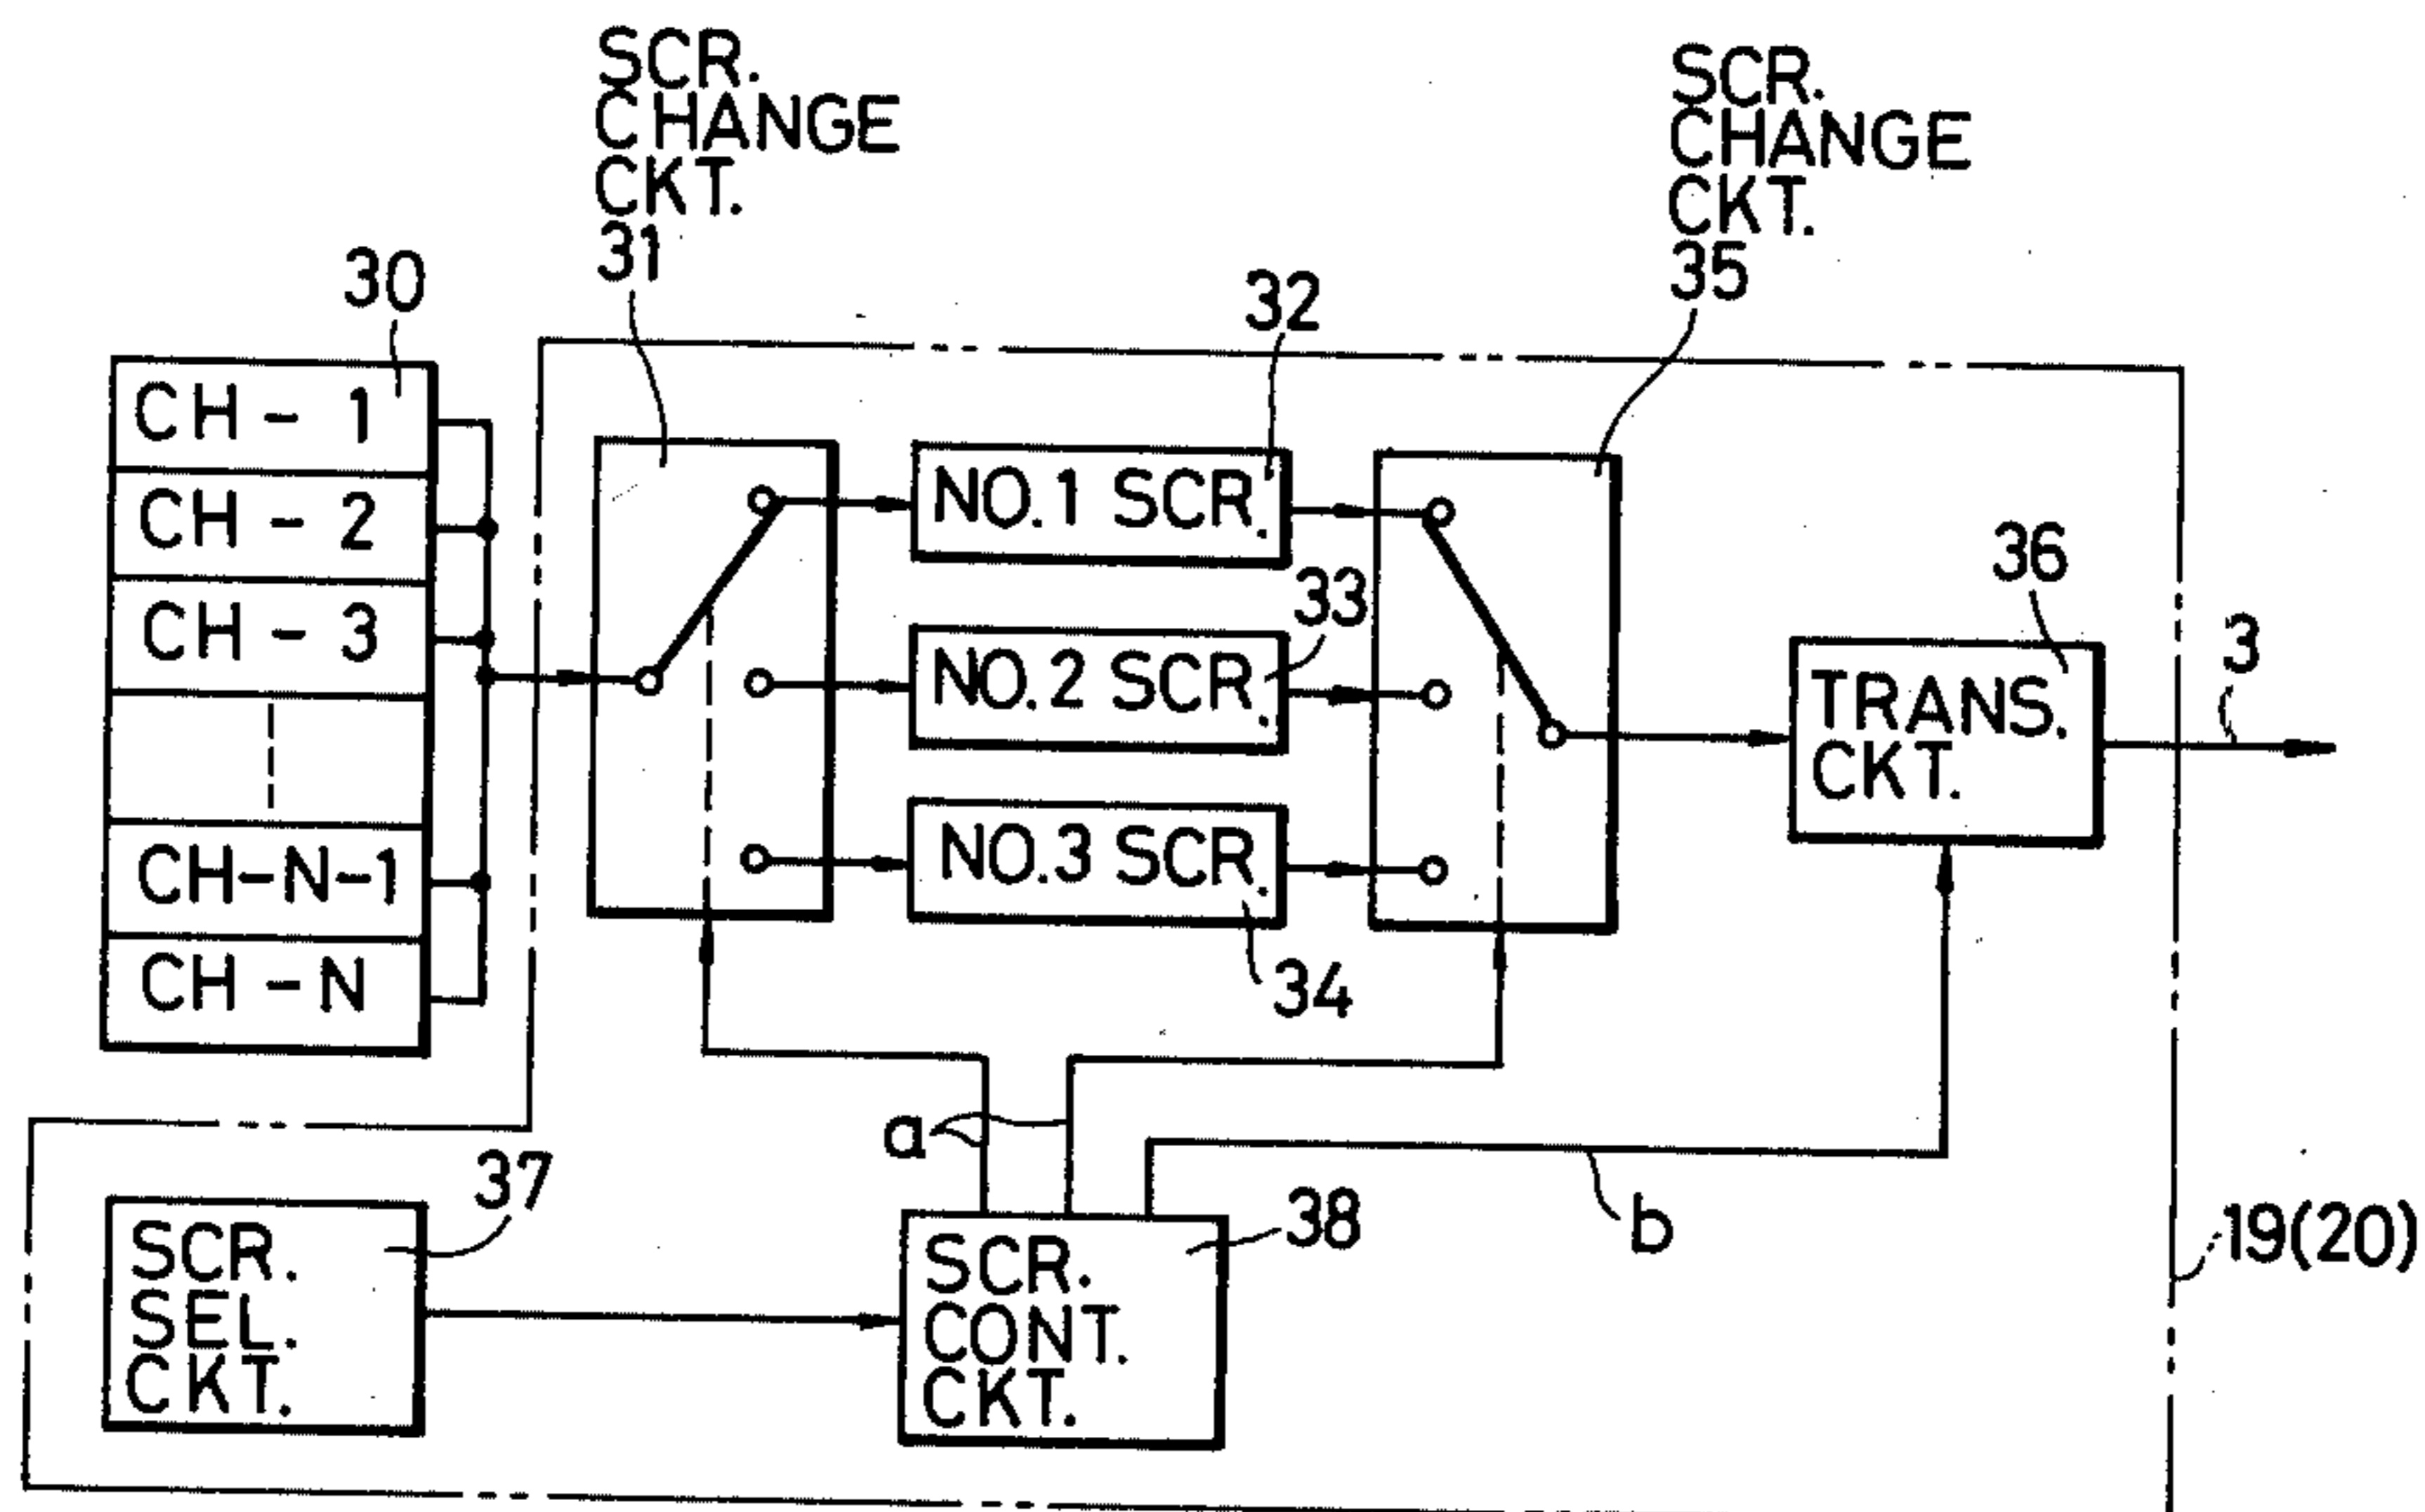 SCR.
CHANGE
CKT.
31
SCR.
CHANGE
CKT.
35
30
32
CH - 1
CH - 2
CH - 3
CH-N-1
CH - N
NO.1 SCR.
33
NO.2 SCR.
NO.3 SCR.
34
36
TRANS.
CKT.
3
a
b
37
SCR.
SEL.
CKT.
38
SCR.
CONT.
CKT.
19(20)